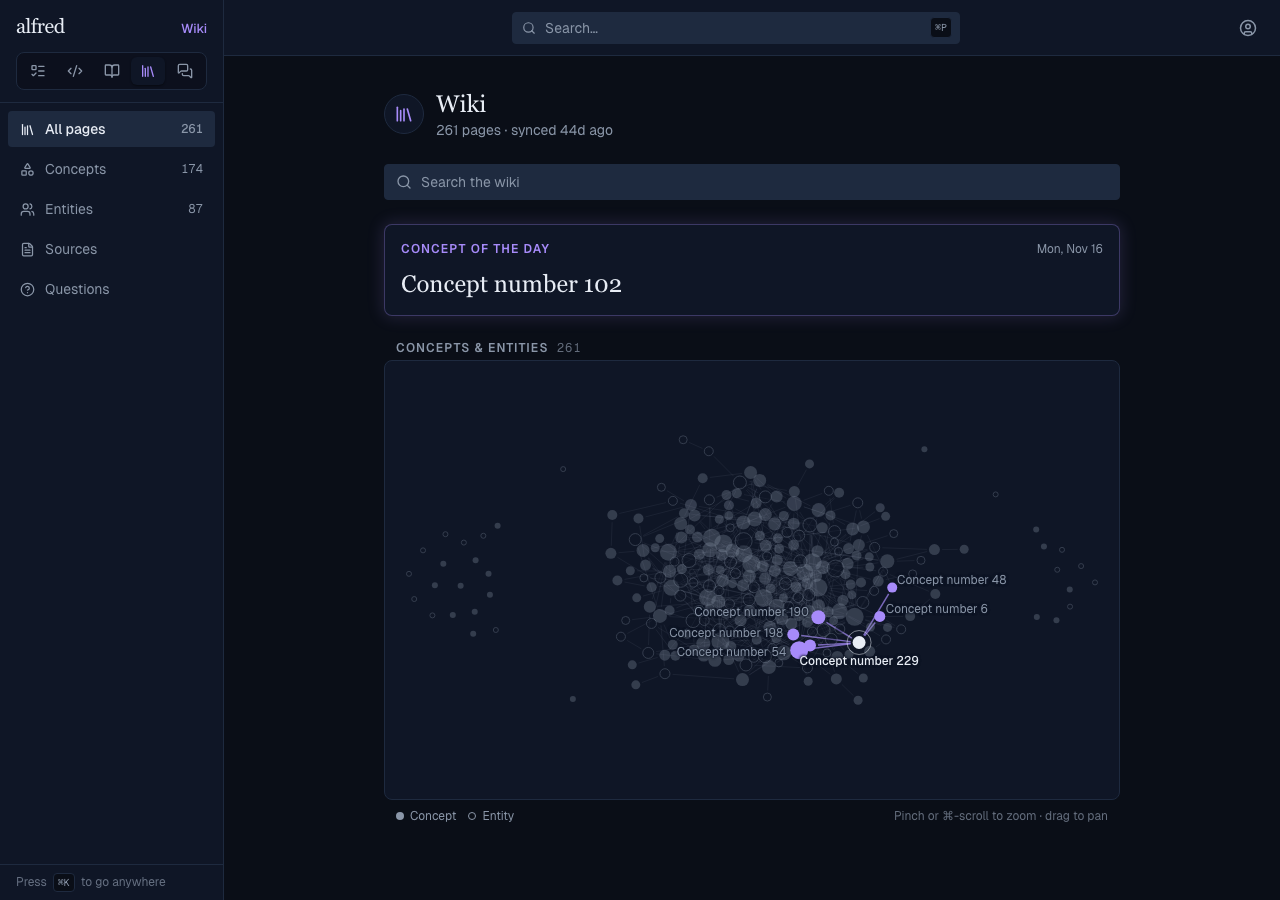 alfred
Wiki
Search...
⌘P
All pages 261
Concepts 174
Entities 87
Sources
Questions
Press ⌘K to go anywhere
Wiki
261 pages · synced 44d ago
Search the wiki
CONCEPT OF THE DAY
Mon, Nov 16
Concept number 102
CONCEPTS & ENTITIES 261
Concept number 48
Concept number 6
Concept number 190
Concept number 198
Concept number 54
Concept number 229
Concept
Entity
Pinch or ⌘-scroll to zoom · drag to pan